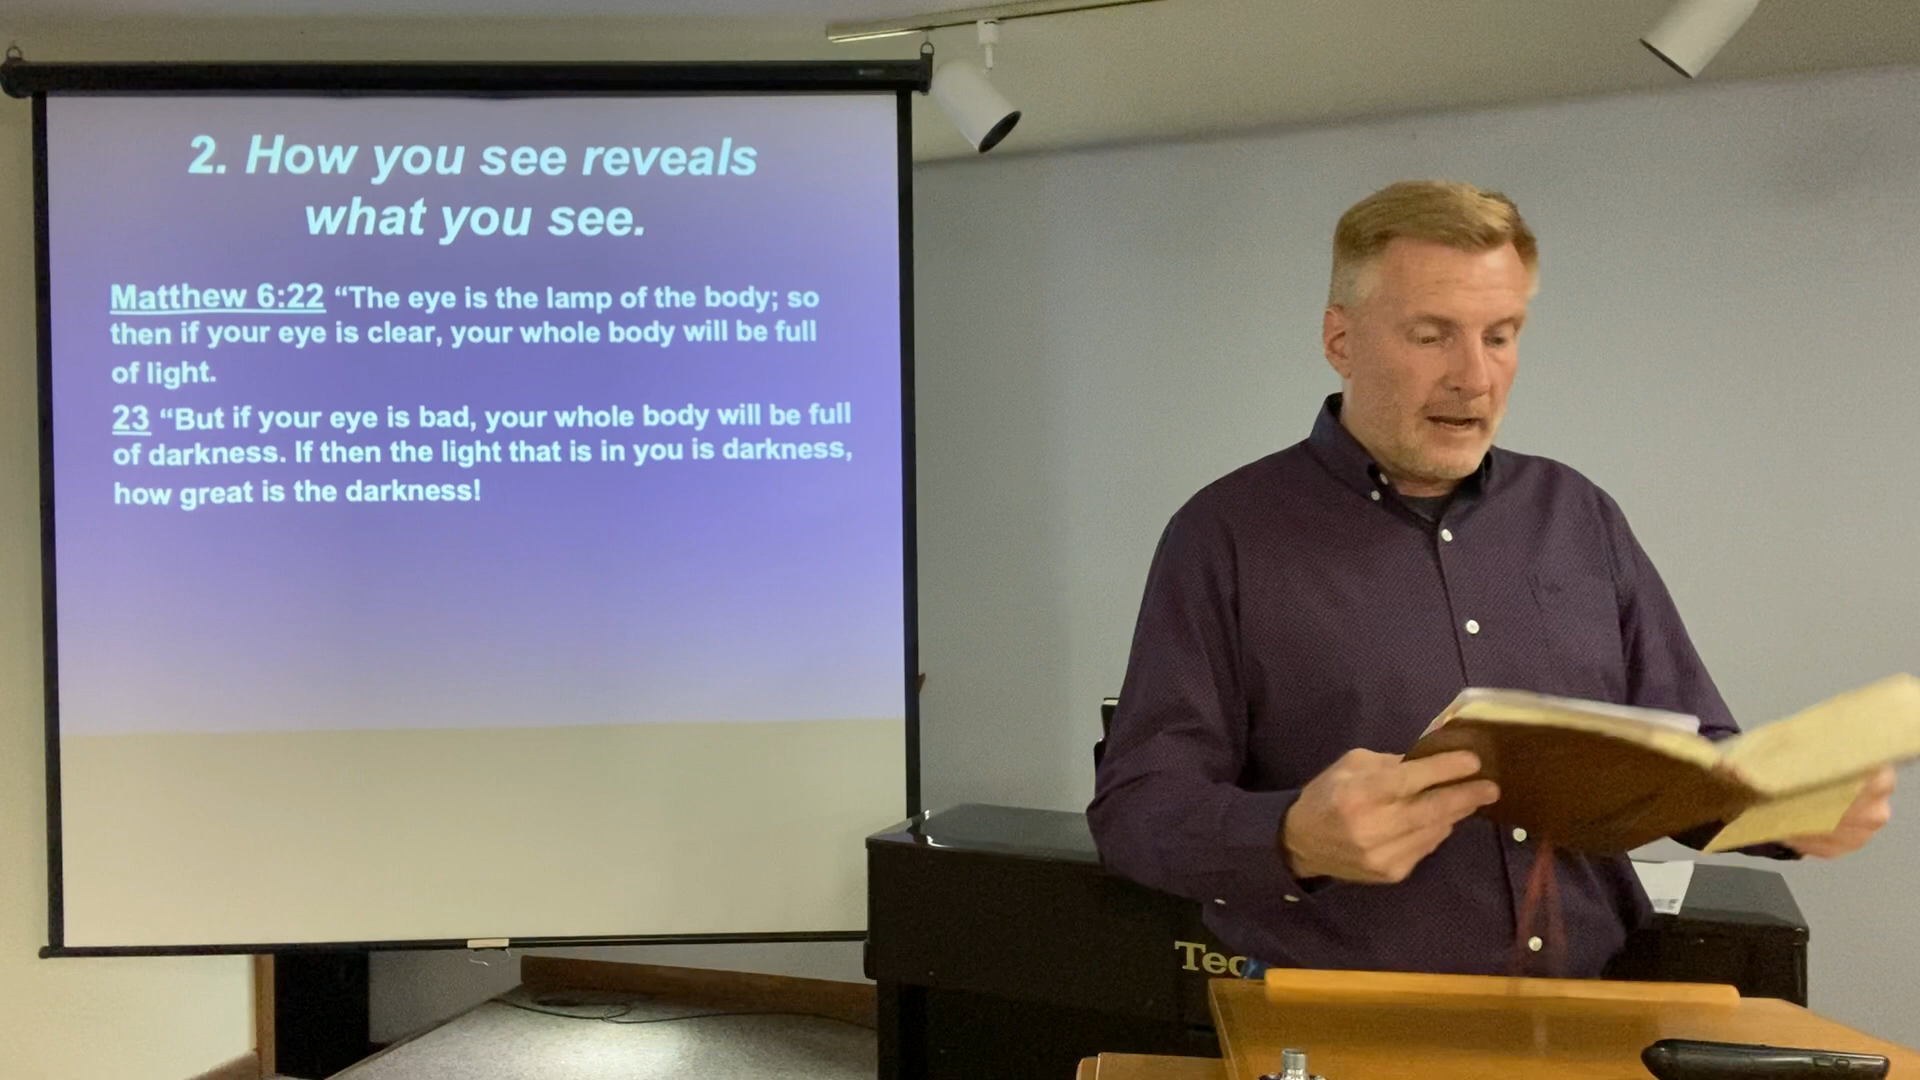 2. How you see reveals
what you see.
Matthew 6:22 “The eye is the lamp of the body; so
then if your eye is clear, your whole body will be full
of light.
23 “But if your eye is bad, your whole body will be full
of darkness. If then the light that is in you is darkness,
how great is the darkness!
Tec